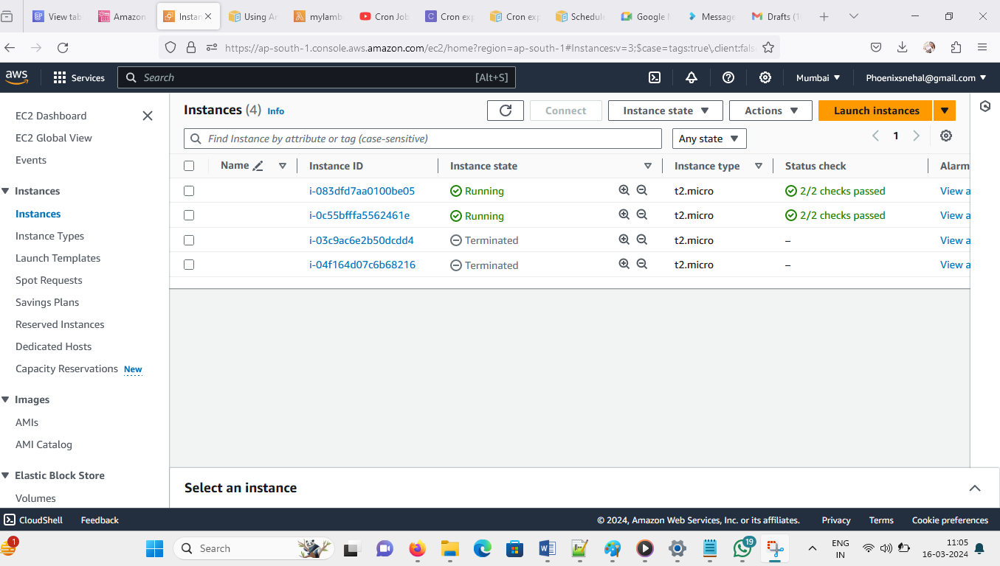 View tab
Amazon
Instan
Using A
mylamb
Cron Job
Cron exp
Cron exp
Schedule
Google M
Message
Drafts (1
https://ap-south-1.console.aws.amazon.com/ec2/home?region=ap-south-1#Instances:v=3;$case=tags:true\,client:false
aws
Services
Search [Alt+S]
Mumbai
Phoenixsnehal@gmail.com
EC2 Dashboard
EC2 Global View
Events
Instances
Instances
Instance Types
Launch Templates
Spot Requests
Savings Plans
Reserved Instances
Dedicated Hosts
Capacity Reservations New
Images
AMIs
AMI Catalog
Elastic Block Store
Volumes
Instances (4) Info
Connect
Instance state
Actions
Launch instances
Find Instance by attribute or tag (case-sensitive)
Any state
1
Name Instance ID Instance state Instance type Status check Alarm
i-083dfd7aa0100be05 Running t2.micro 2/2 checks passed View a
i-0c55bfffa5562461e Running t2.micro 2/2 checks passed View a
i-03c9ac6e2b50dcdd4 Terminated t2.micro – View a
i-04f164d07c6b68216 Terminated t2.micro – View a
Select an instance
CloudShell Feedback © 2024, Amazon Web Services, Inc. or its affiliates. Privacy Terms Cookie preferences
1
Search
19
ENG
IN
11:05
16-03-2024